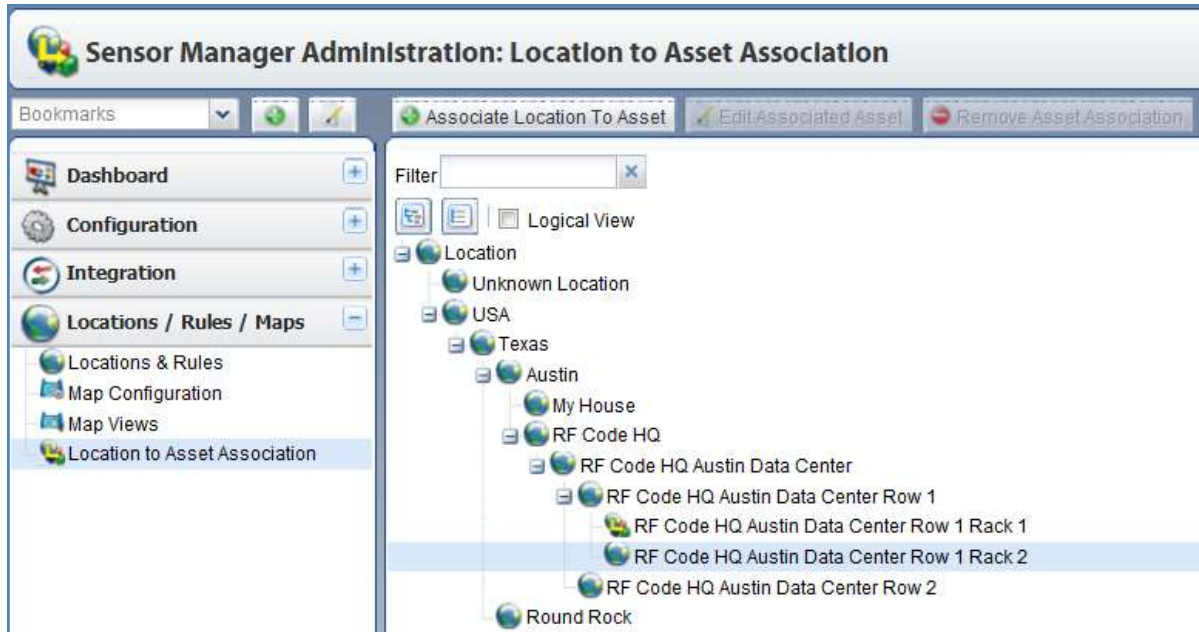 Sensor Manager Administration: Location to Asset Association
Bookmarks
Associate Location To Asset
Edit Associated Asset
Remove Asset Association
Dashboard
Configuration
Integration
Locations / Rules / Maps
Locations & Rules
Map Configuration
Map Views
Location to Asset Association
Filter
Logical View
Location
Unknown Location
USA
Texas
Austin
My House
RF Code HQ
RF Code HQ Austin Data Center
RF Code HQ Austin Data Center Row 1
RF Code HQ Austin Data Center Row 1 Rack 1
RF Code HQ Austin Data Center Row 1 Rack 2
RF Code HQ Austin Data Center Row 2
Round Rock